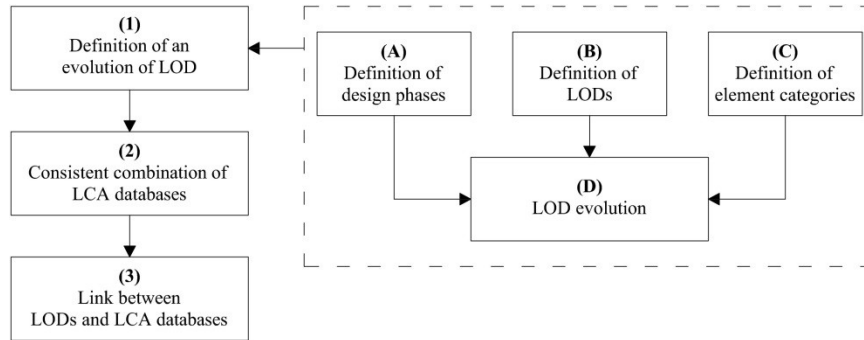 (1)
Definition of an
evolution of LOD
(2)
Consistent combination of
LCA databases
(3)
Link between
LODs and LCA databases
(A)
Definition of
design phases
(B)
Definition of
LODs
(C)
Definition of
element categories
(D)
LOD evolution